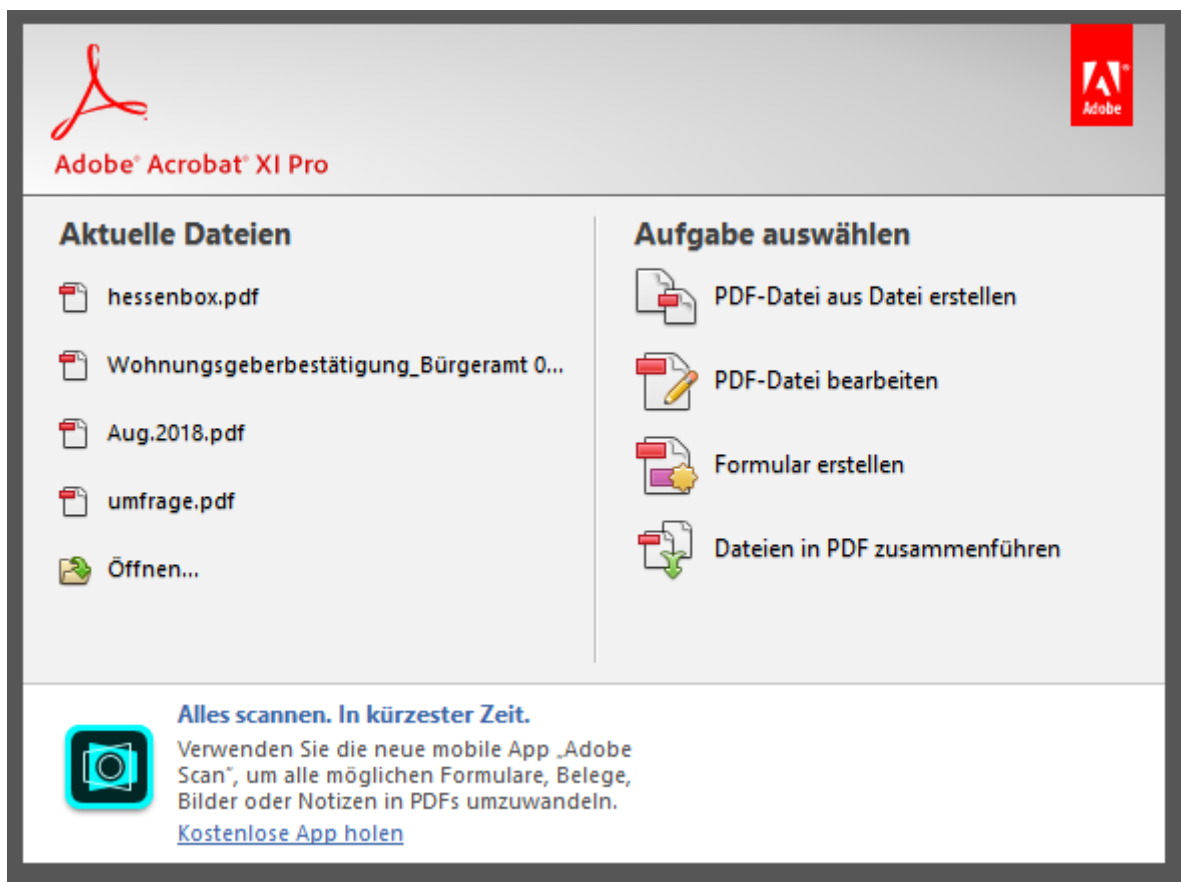 Adobe
Adobe® Acrobat® XI Pro
Aktuelle Dateien
hessenbox.pdf
Wohnungsgeberbestätigung_Bürgeramt 0...
Aug.2018.pdf
umfrage.pdf
Öffnen...
Aufgabe auswählen
PDF-Datei aus Datei erstellen
PDF-Datei bearbeiten
Formular erstellen
Dateien in PDF zusammenführen
Alles scannen. In kürzester Zeit.
Verwenden Sie die neue mobile App „Adobe
Scan“, um alle möglichen Formulare, Belege,
Bilder oder Notizen in PDFs umzuwandeln.
Kostenlose App holen